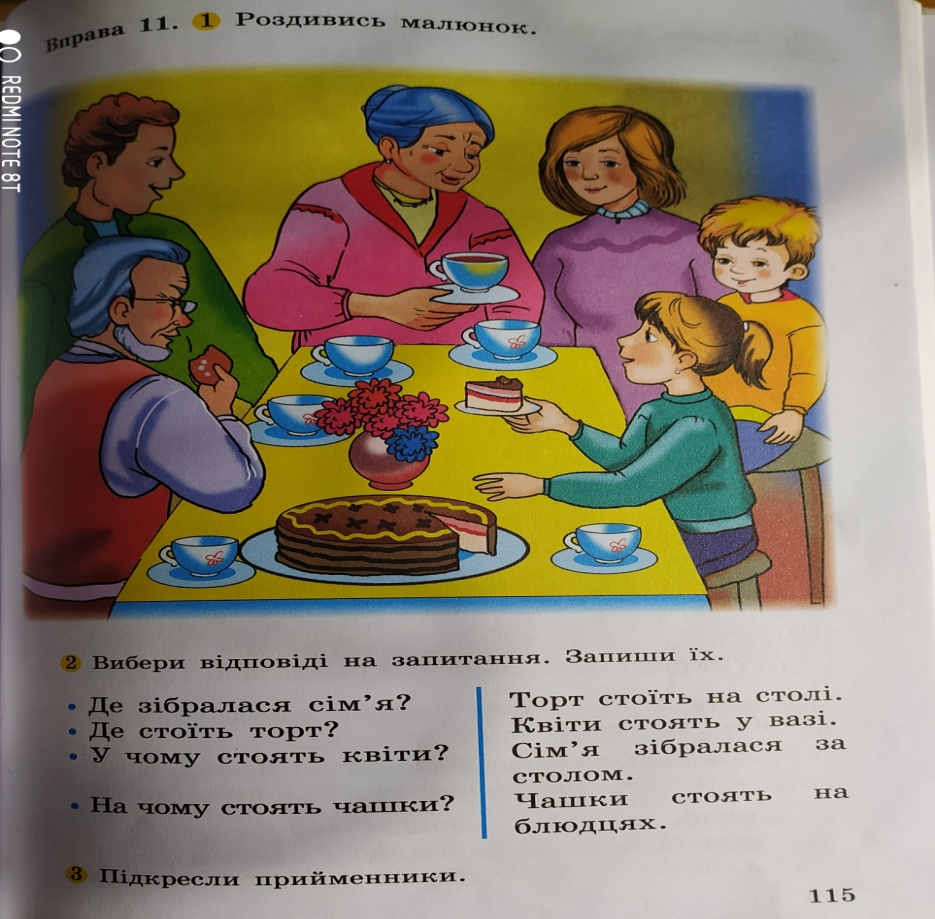 Вправа 11. 1 Роздивись малюнок.
REDMI NOTE 8T
2 Вибери відповіді на запитання. Запиши їх.
• Де зібралася сім’я?
• Де стоїть торт?
• У чому стоять квіти?
• На чому стоять чашки?
Торт стоїть на столі.
Квіти стоять у вазі.
Сім’я зібралася за
столом.
Чашки стоять на
блюдцях.
3 Підкресли прийменники.
115